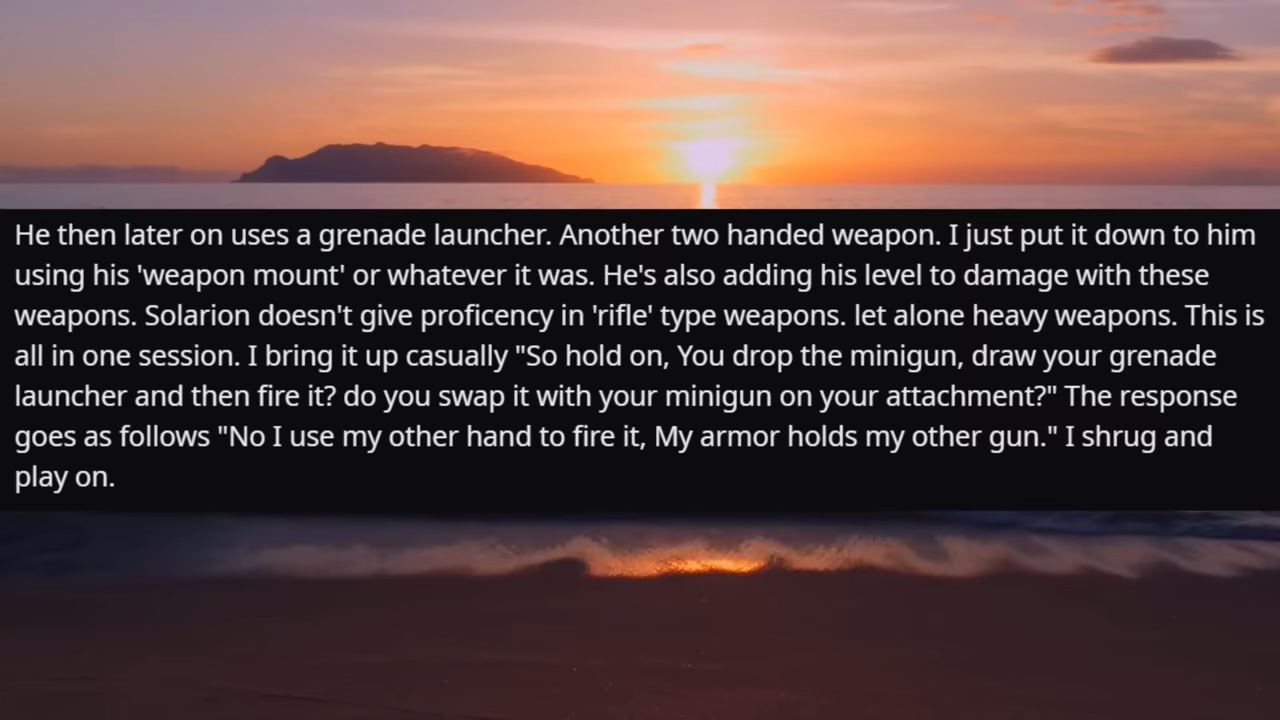 He then later on uses a grenade launcher. Another two handed weapon. I just put it down to him
using his 'weapon mount' or whatever it was. He's also adding his level to damage with these
weapons. Solarion doesn't give proficency in 'rifle' type weapons. let alone heavy weapons. This is
all in one session. I bring it up casually "So hold on, You drop the minigun, draw your grenade
launcher and then fire it? do you swap it with your minigun on your attachment?" The response
goes as follows "No I use my other hand to fire it, My armor holds my other gun." I shrug and
play on.